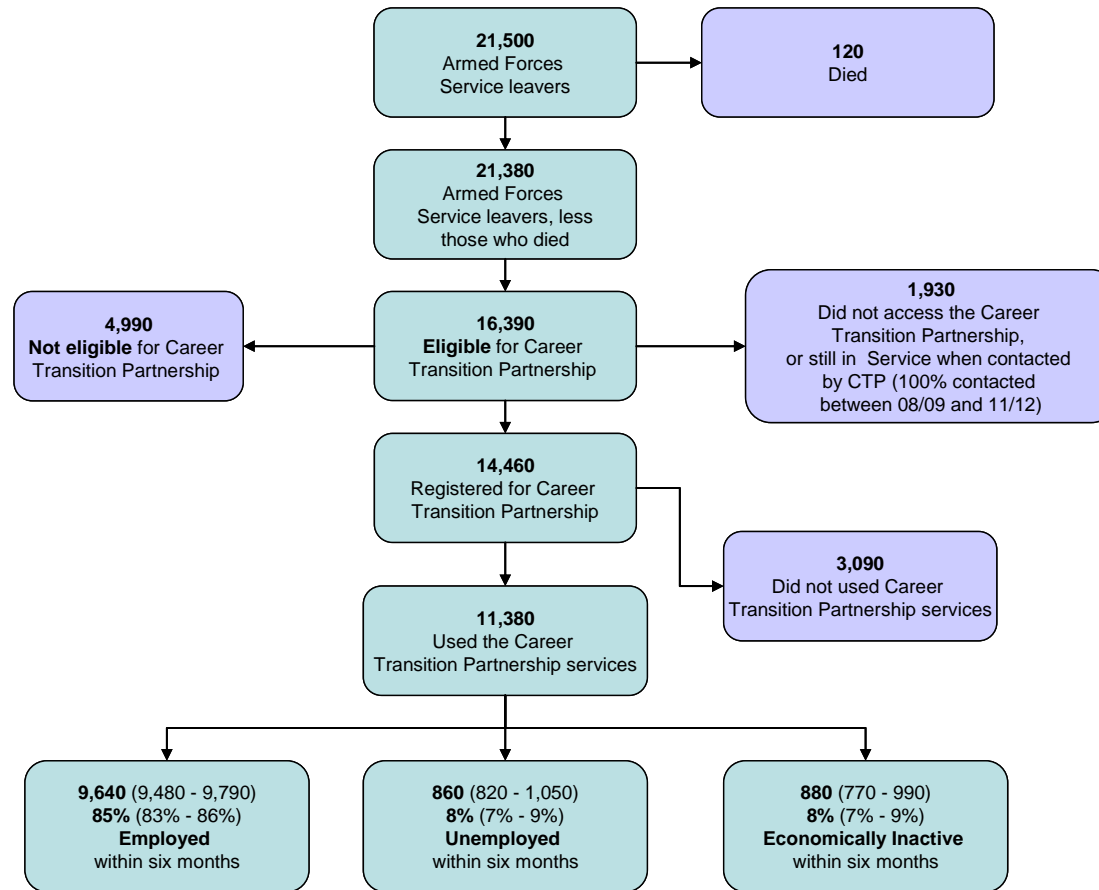 21,500
Armed Forces
Service leavers
120
Died
21,380
Armed Forces
Service leavers, less
those who died
4,990
Not eligible for Career
Transition Partnership
16,390
Eligible for Career
Transition Partnership
1,930
Did not access the Career
Transition Partnership,
or still in  Service when contacted
by CTP (100% contacted
between 08/09 and 11/12)
14,460
Registered for Career
Transition Partnership
3,090
Did not used Career
Transition Partnership services
11,380
Used the Career
Transition Partnership services
9,640 (9,480 - 9,790)
85% (83% - 86%)
Employed
within six months
860 (820 - 1,050)
8% (7% - 9%)
Unemployed
within six months
880 (770 - 990)
8% (7% - 9%)
Economically Inactive
within six months